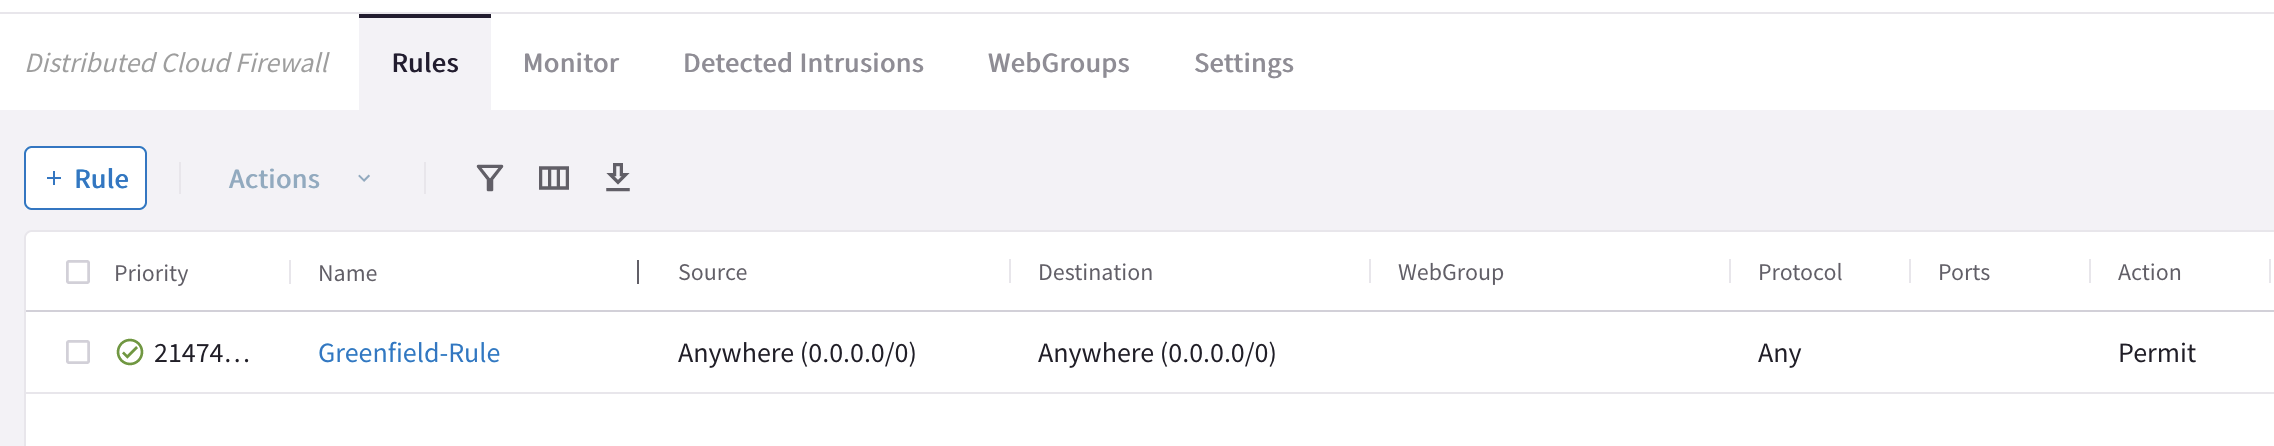 Distributed Cloud Firewall Rules Monitor Detected Intrusions WebGroups Settings
+ Rule Actions
Priority Name Source Destination WebGroup Protocol Ports Action
21474... Greenfield-Rule Anywhere (0.0.0.0/0) Anywhere (0.0.0.0/0) Any Permit